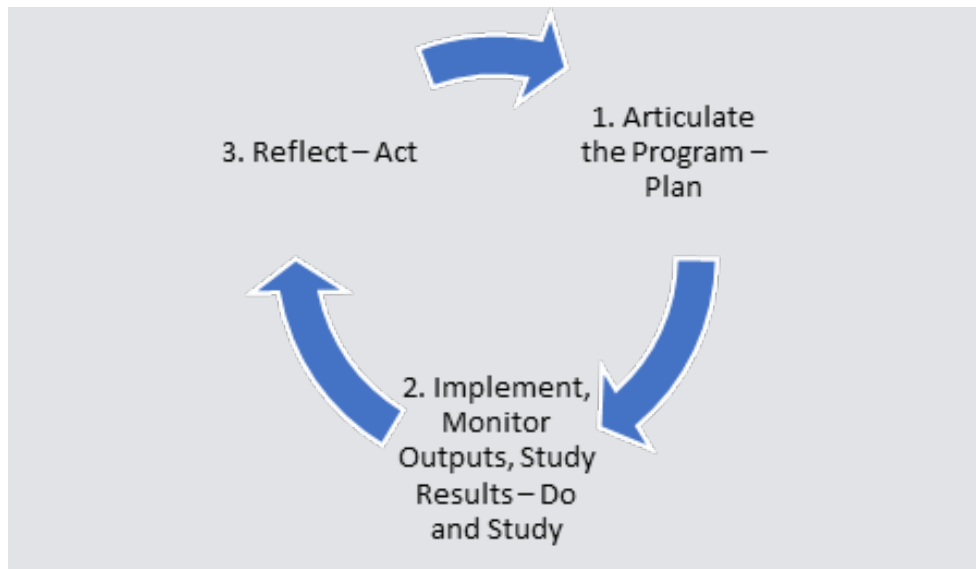 1. Articulate
the Program –
Plan
2. Implement,
Monitor
Outputs, Study
Results – Do
and Study
3. Reflect – Act